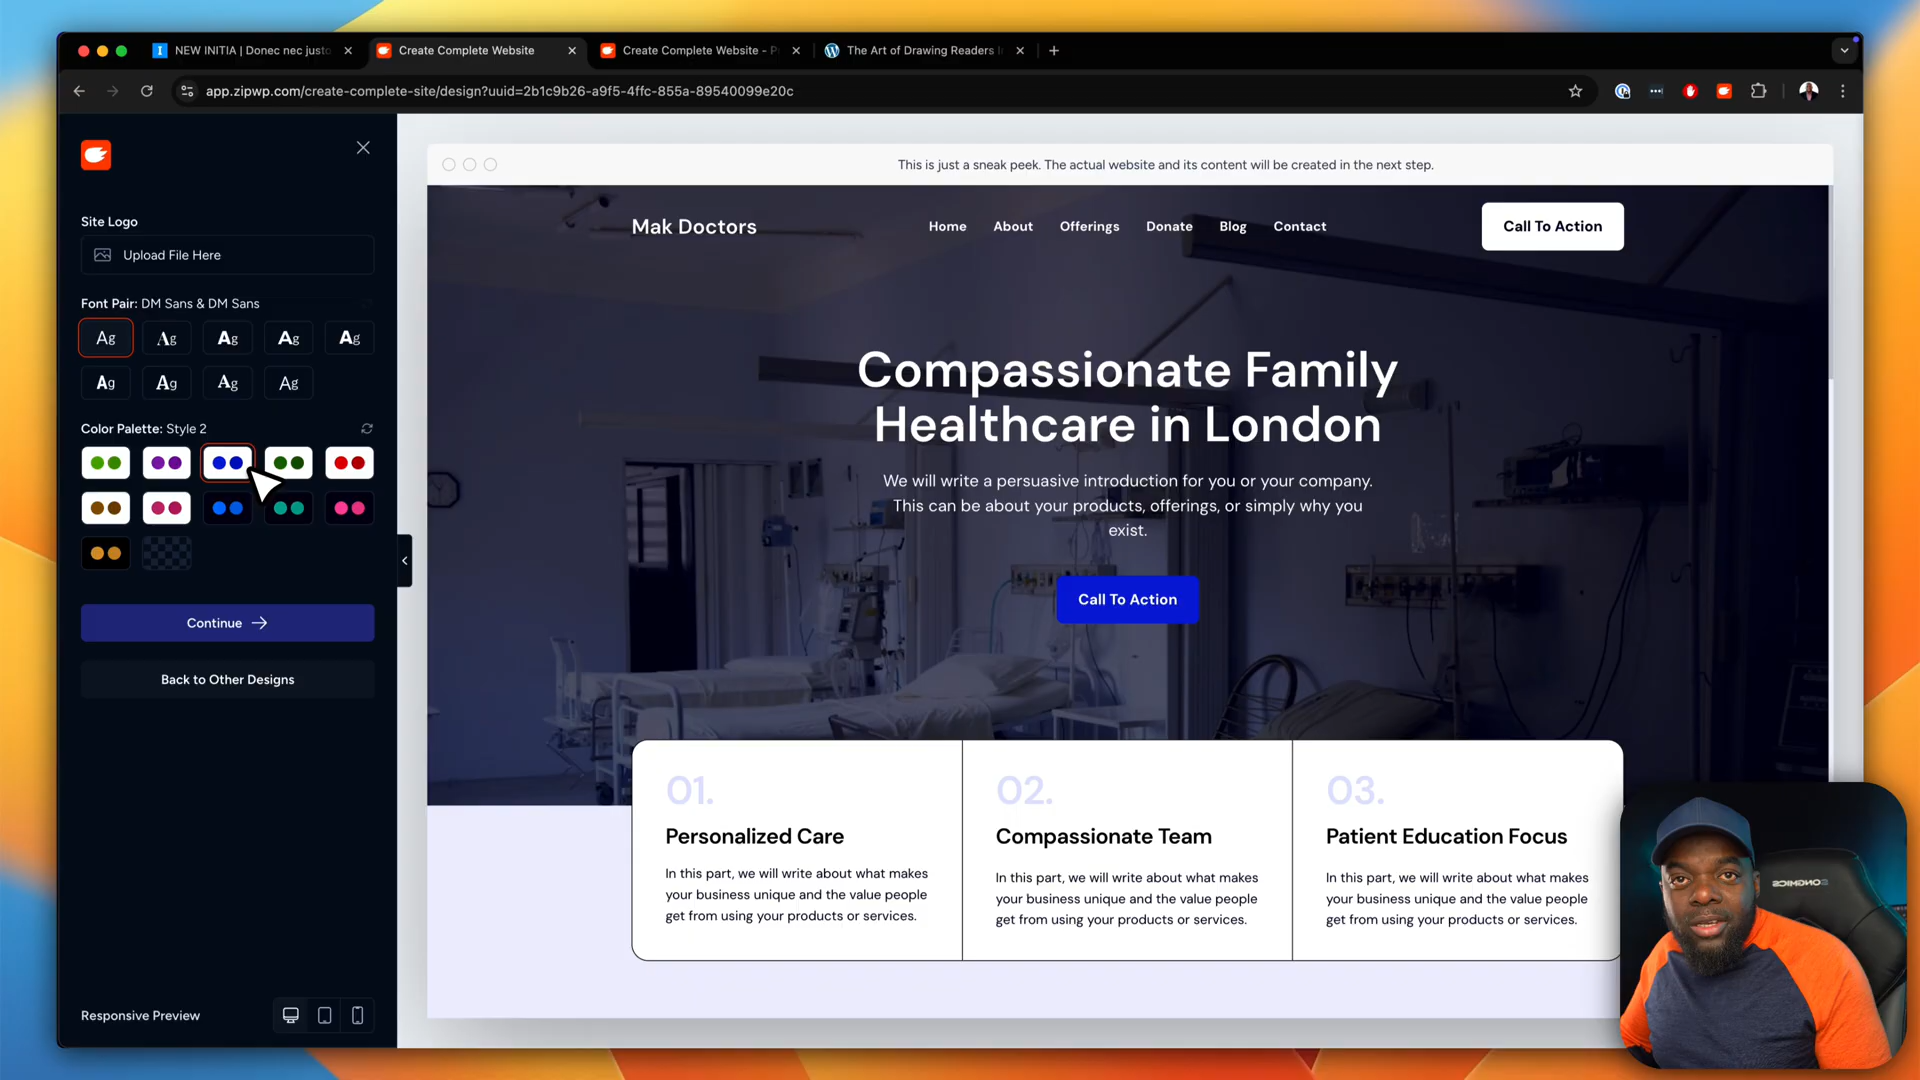 NEW INITIA | Donec nec justo
Create Complete Website
Create Complete Website - P
The Art of Drawing Readers I
app.zipwp.com/create-complete-site/design?uuid=2b1c9b26-a9f5-4ffc-855a-89540099e20c
Site Logo
Upload File Here
Font Pair: DM Sans & DM Sans
Ag Ag Ag Ag Ag
Ag Ag Ag Ag
Color Palette: Style 2
Continue
Back to Other Designs
Responsive Preview
This is just a sneak peek. The actual website and its content will be created in the next step.
Mak Doctors
Home About Offerings Donate Blog Contact
Call To Action
Compassionate Family
Healthcare in London
We will write a persuasive introduction for you or your company.
This can be about your products, offerings, or simply why you
exist.
Call To Action
01.
Personalized Care
In this part, we will write about what makes
your business unique and the value people
get from using your products or services.
02.
Compassionate Team
In this part, we will write about what makes
your business unique and the value people
get from using your products or services.
03.
Patient Education Focus
In this part, we will write about what makes
your business unique and the value people
get from using your products or services.